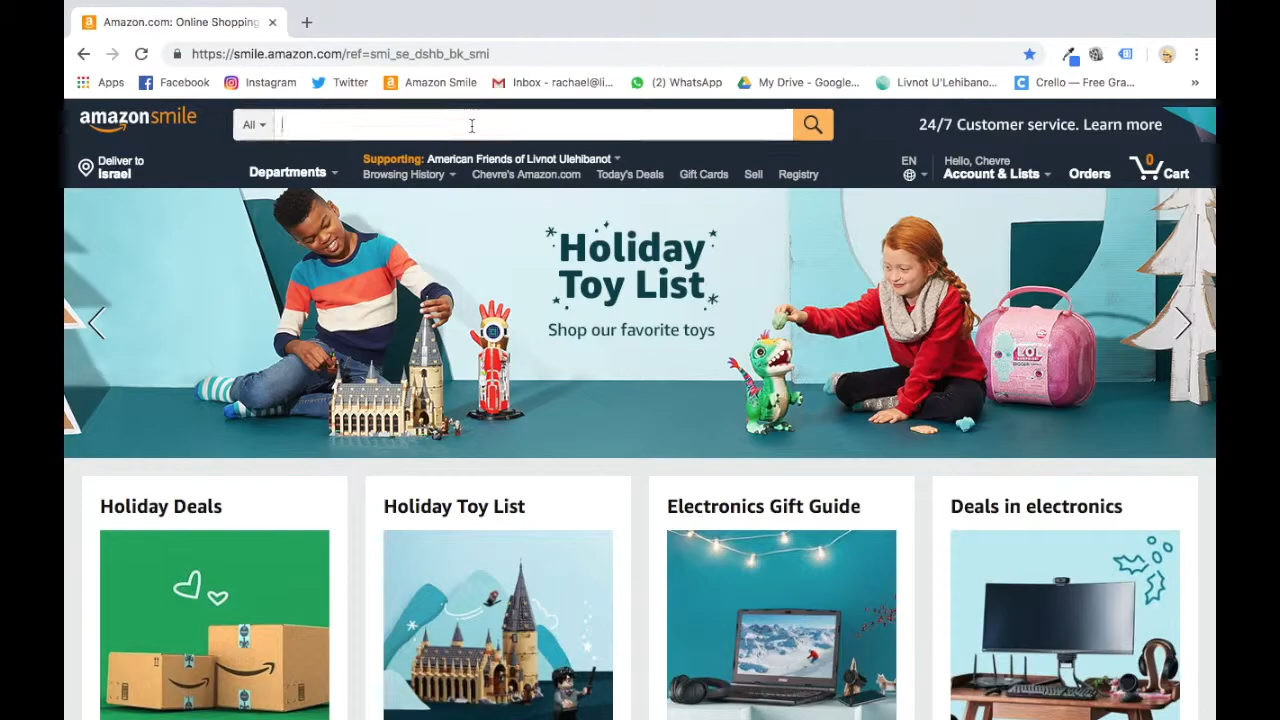 Amazon.com: Online Shopping
https://smile.amazon.com/ref=smi_se_dshb_bk_smi
Apps Facebook Instagram Twitter Amazon Smile Inbox - rachael@li... (2) WhatsApp My Drive - Google... Livnot U'Lehibano... Crello — Free Gra... »
amazonsmile All 24/7 Customer service. Learn more
Deliver to
Israel
Departments
Supporting: American Friends of Livnot Ulehibanot
Browsing History Chevre's Amazon.com Today's Deals Gift Cards Sell Registry
EN
Hello, Chevre
Account & Lists
Orders
0
Cart
Holiday
Toy List
Shop our favorite toys
L.O.L.
SURPRISE!
Holiday Deals
Holiday Toy List
Electronics Gift Guide
Deals in electronics